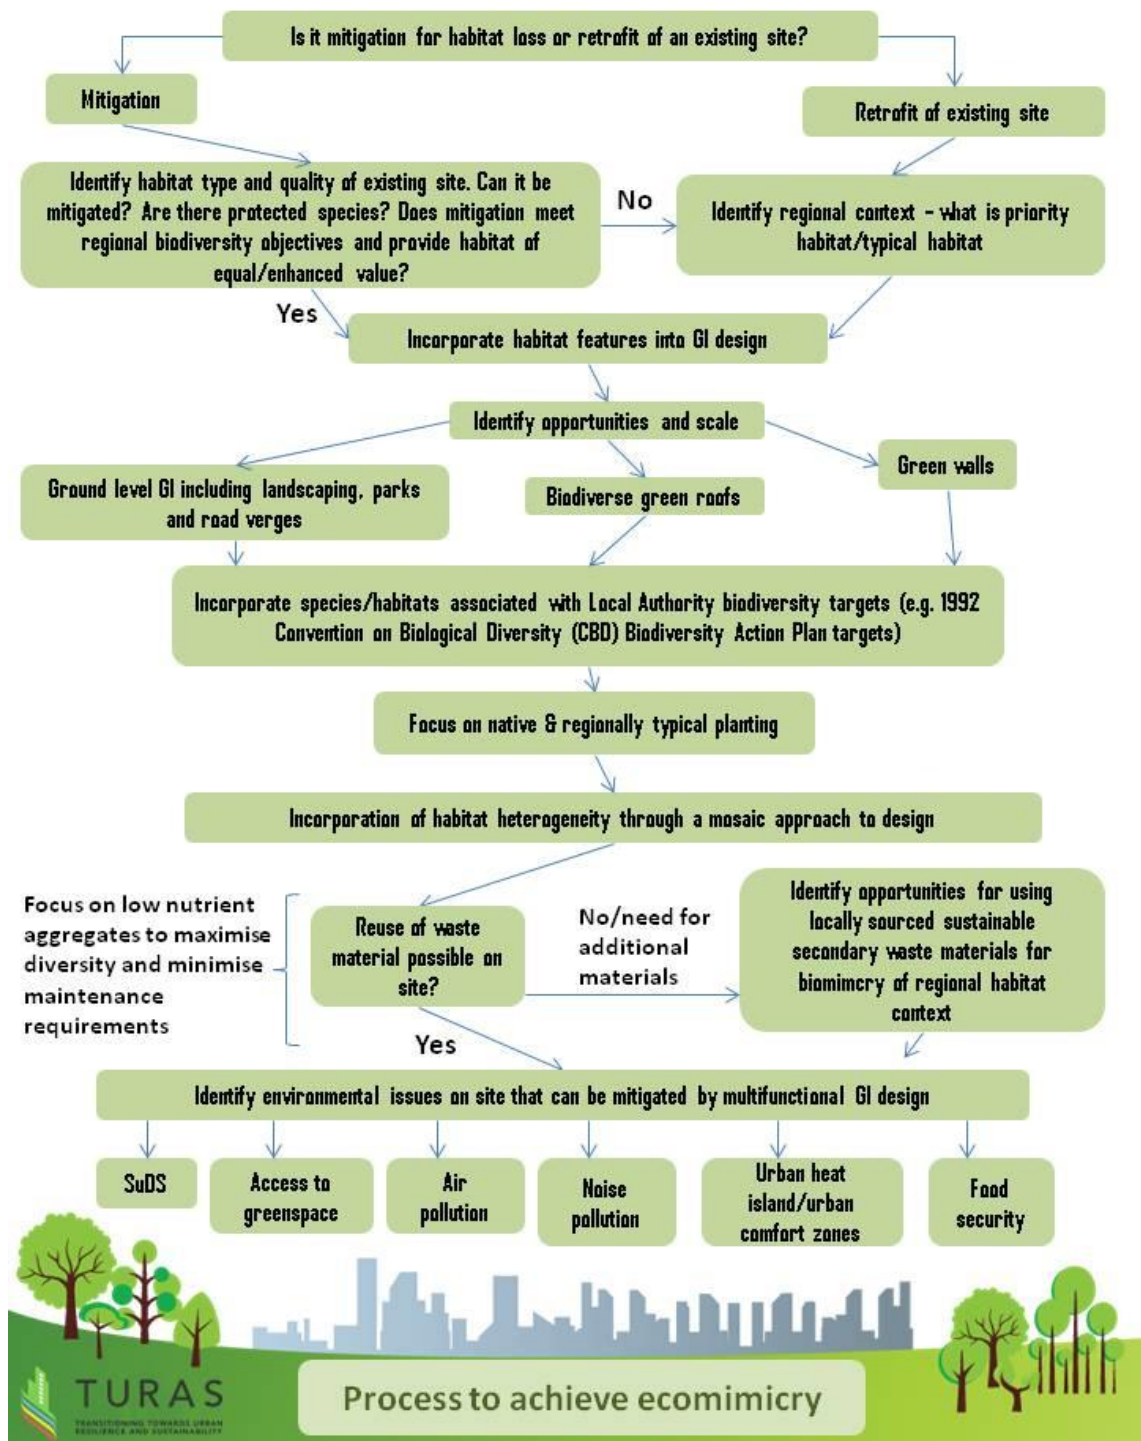 Is it mitigation for habitat loss or retrofit of an existing site?
Mitigation
Retrofit of existing site
Identify habitat type and quality of existing site. Can it be
mitigated? Are there protected species? Does mitigation meet
regional biodiversity objectives and provide habitat of
equal/enhanced value?
No
Identify regional context - what is priority
habitat/typical habitat
Yes
Incorporate habitat features into GI design
Identify opportunities and scale
Ground level GI including landscaping, parks
and road verges
Biodiverse green roofs
Green walls
Incorporate species/habitats associated with Local Authority biodiversity targets (e.g. 1992
Convention on Biological Diversity (CBD) Biodiversity Action Plan targets)
Focus on native & regionally typical planting
Incorporation of habitat heterogeneity through a mosaic approach to design
Focus on low nutrient
aggregates to maximise
diversity and minimise
maintenance
requirements
Reuse of waste
material possible on
site?
No/need for
additional
materials
Identify opportunities for using
locally sourced sustainable
secondary waste materials for
biomimcry of regional habitat
context
Yes
Identify environmental issues on site that can be mitigated by multifunctional GI design
SuDS
Access to
greenspace
Air
pollution
Noise
pollution
Urban heat
island/urban
comfort zones
Food
security
TURAS
TRANSITIONING TOWARDS URBAN
RESILIENCE AND SUSTAINABILITY
Process to achieve ecomimicry